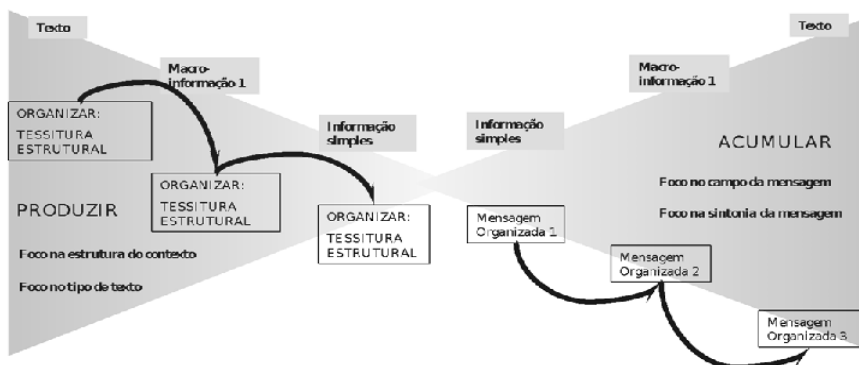 Texto
Macro-
informação 1
ORGANIZAR:
TESSITURA
ESTRUTURAL
Informação
simples
ORGANIZAR:
TESSITURA
ESTRUTURAL
ORGANIZAR:
TESSITURA
ESTRUTURAL
PRODUZIR
Foco na estrutura do contexto
Foco no tipo de texto
Texto
Macro-
informação 1
Informação
simples
ACUMULAR
Foco no campo da mensagem
Foco na sintonia da mensagem
Mensagem
Organizada 1
Mensagem
Organizada 2
Mensagem
Organizada 3